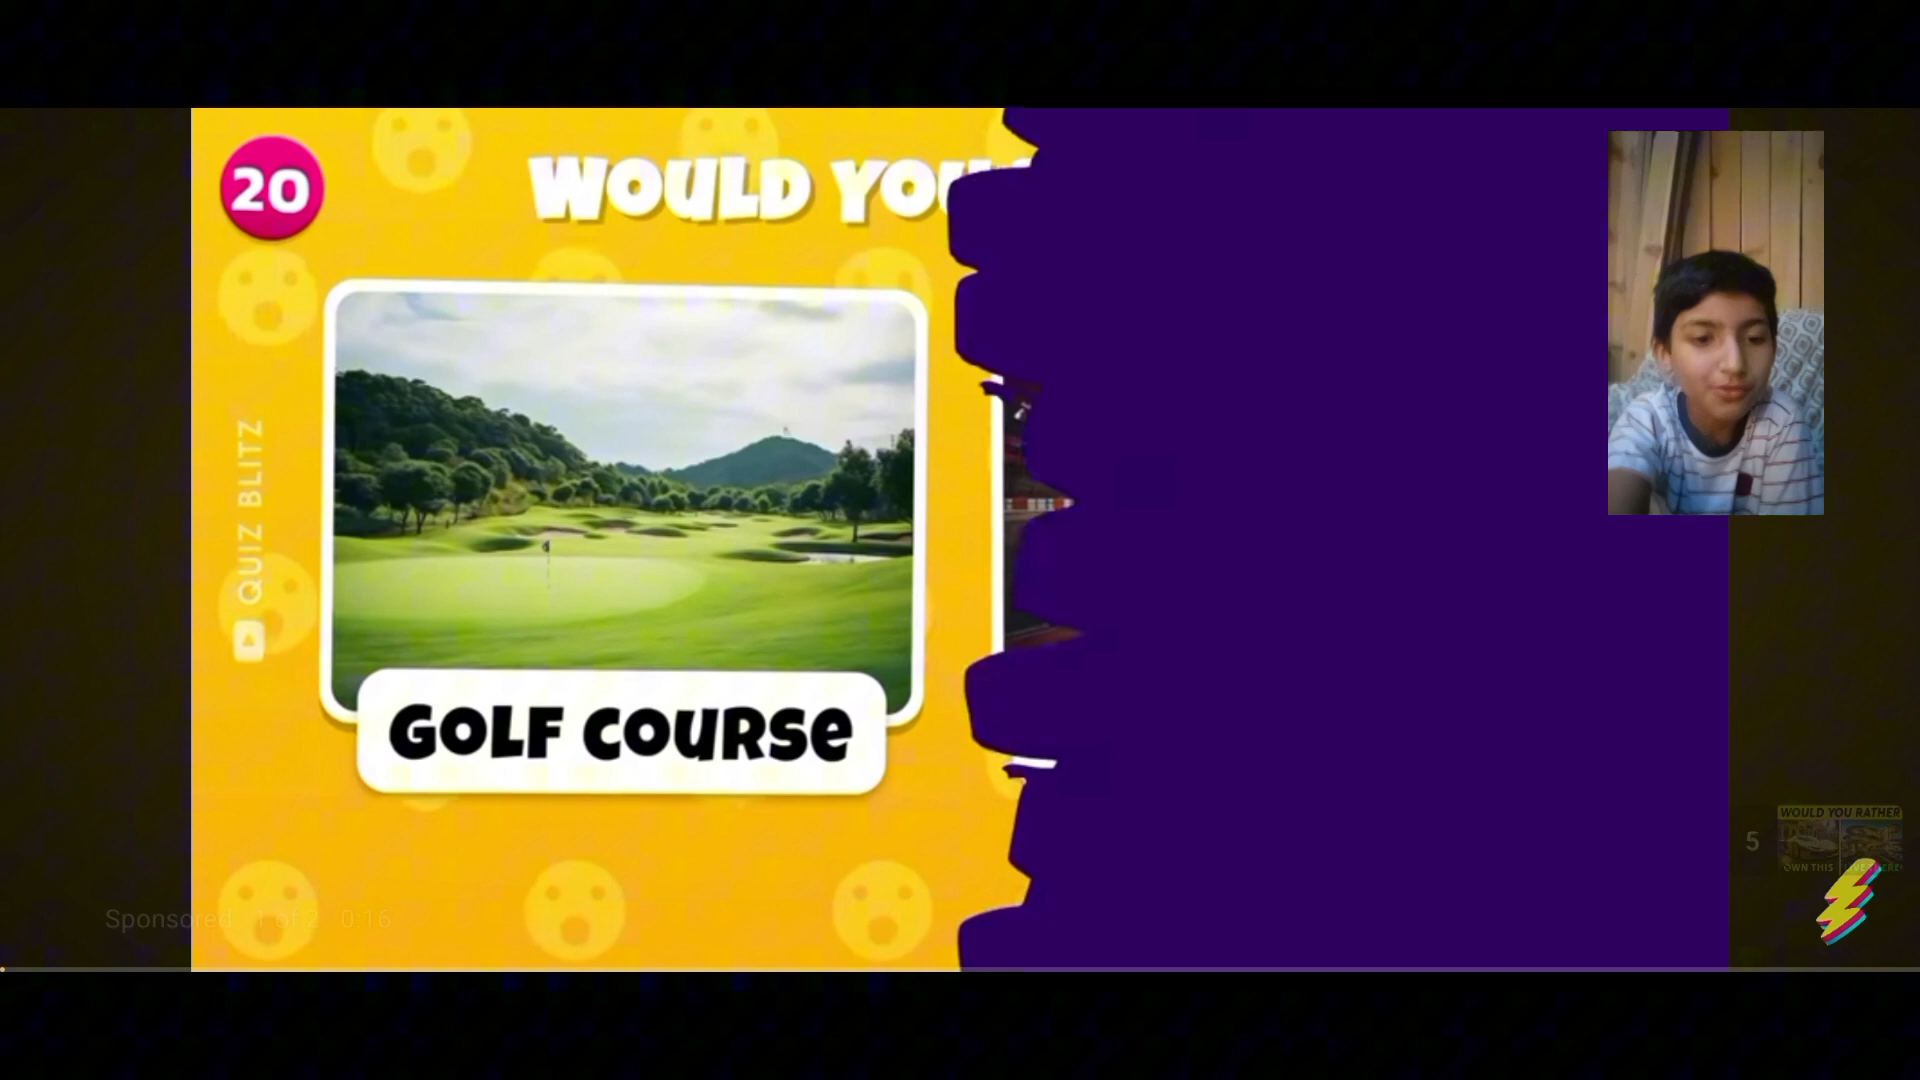 20
WOULD YOU
QUIZ BLITZ
GOLF COURSE
5
WOULD YOU RATHER
OWN THIS
Sponsored 1 of 2 0:16